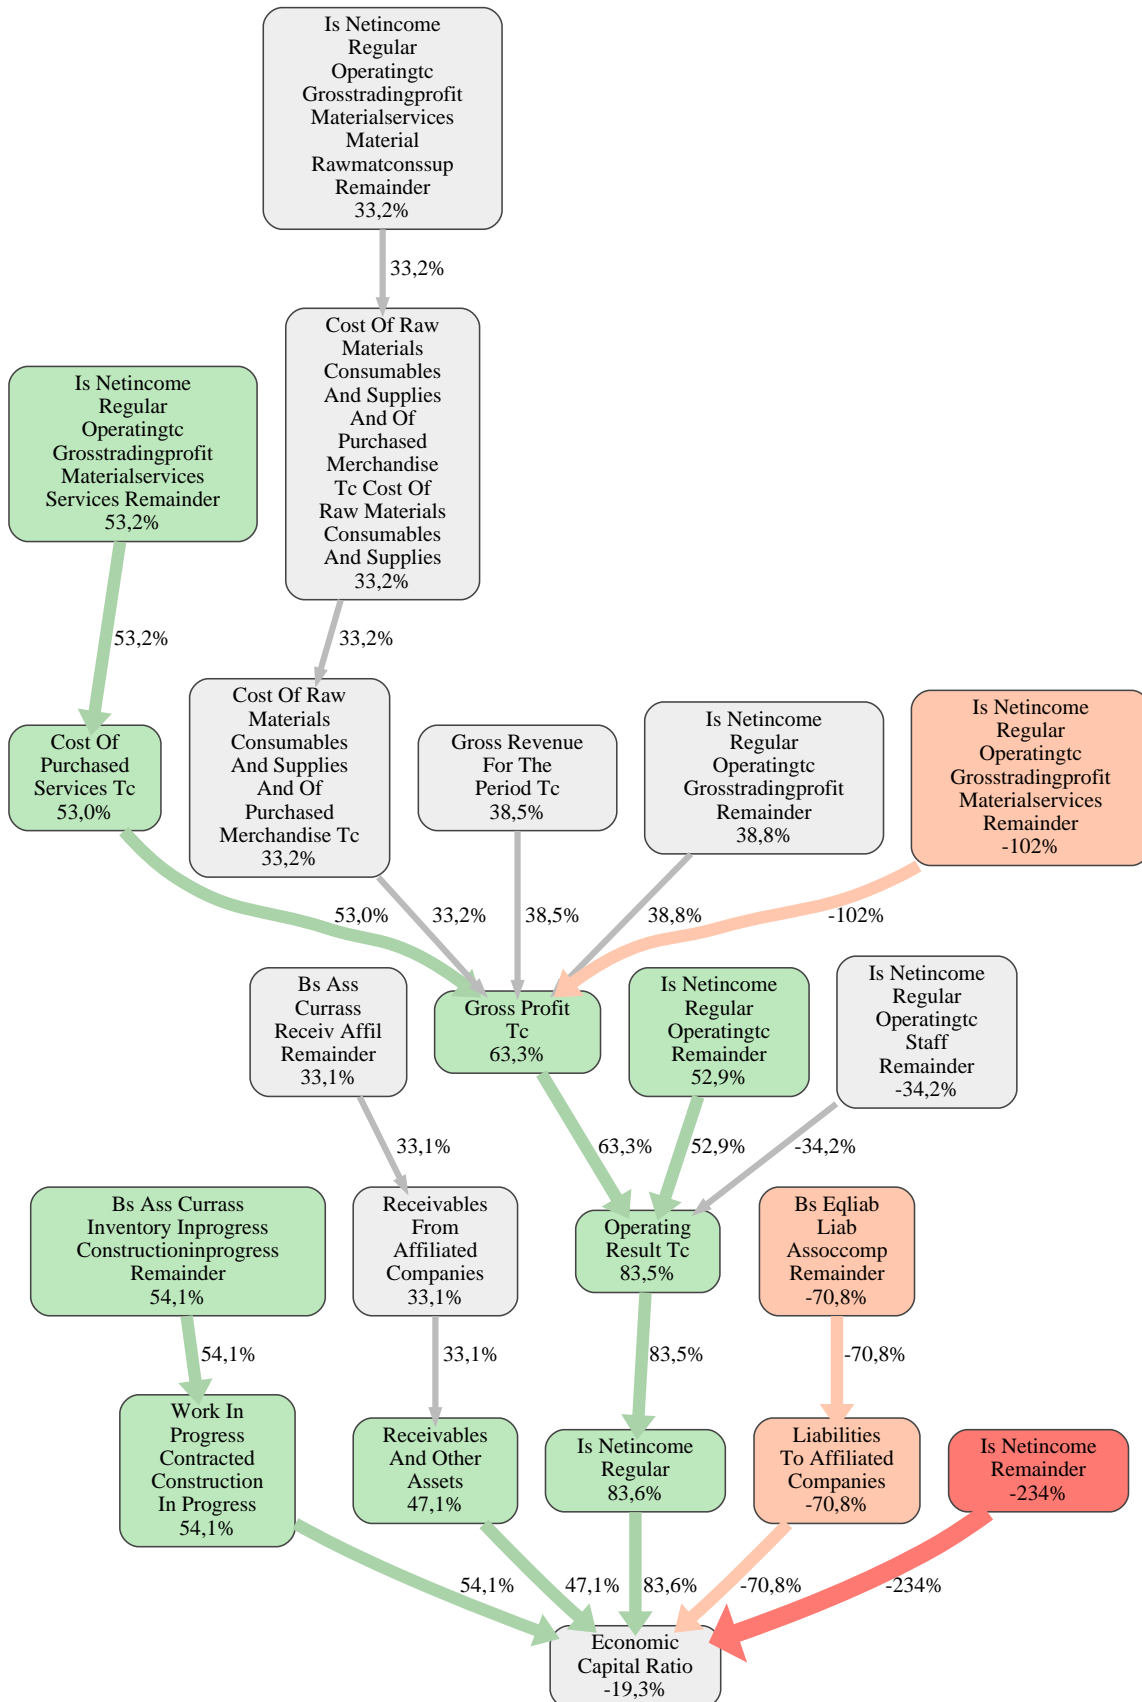 Is Netincome
Regular
Operatingtc
Grosstradingprofit
Materialservices
Material
Rawmatconssup
Remainder
33,2%
33,2%
Cost Of Raw
Materials
Consumables
And Supplies
And Of
Purchased
Merchandise
Tc Cost Of
Raw Materials
Consumables
And Supplies
33,2%
Is Netincome
Regular
Operatingtc
Grosstradingprofit
Materialservices
Services Remainder
53,2%
53,2%
33,2%
Cost Of
Purchased
Services Tc
53,0%
Cost Of Raw
Materials
Consumables
And Supplies
And Of
Purchased
Merchandise Tc
33,2%
Gross Revenue
For The
Period Tc
38,5%
Is Netincome
Regular
Operatingtc
Grosstradingprofit
Remainder
38,8%
Is Netincome
Regular
Operatingtc
Grosstradingprofit
Materialservices
Remainder
-102%
53,0%
33,2%
38,5%
38,8%
-102%
Bs Ass
Currass
Receiv Affil
Remainder
33,1%
Gross Profit
Tc
63,3%
Is Netincome
Regular
Operatingtc
Remainder
52,9%
Is Netincome
Regular
Operatingtc
Staff
Remainder
-34,2%
33,1%
63,3%
52,9%
-34,2%
Bs Ass Currass
Inventory Inprogress
Constructioninprogress
Remainder
54,1%
Receivables
From
Affiliated
Companies
33,1%
Operating
Result Tc
83,5%
Bs Eqliab
Liab
Assoccomp
Remainder
-70,8%
54,1%
33,1%
83,5%
-70,8%
Work In
Progress
Contracted
Construction
In Progress
54,1%
Receivables
And Other
Assets
47,1%
Is Netincome
Regular
83,6%
Liabilities
To Affiliated
Companies
-70,8%
Is Netincome
Remainder
-234%
54,1%
47,1%
83,6%
-70,8%
-234%
Economic
Capital Ratio
-19,3%